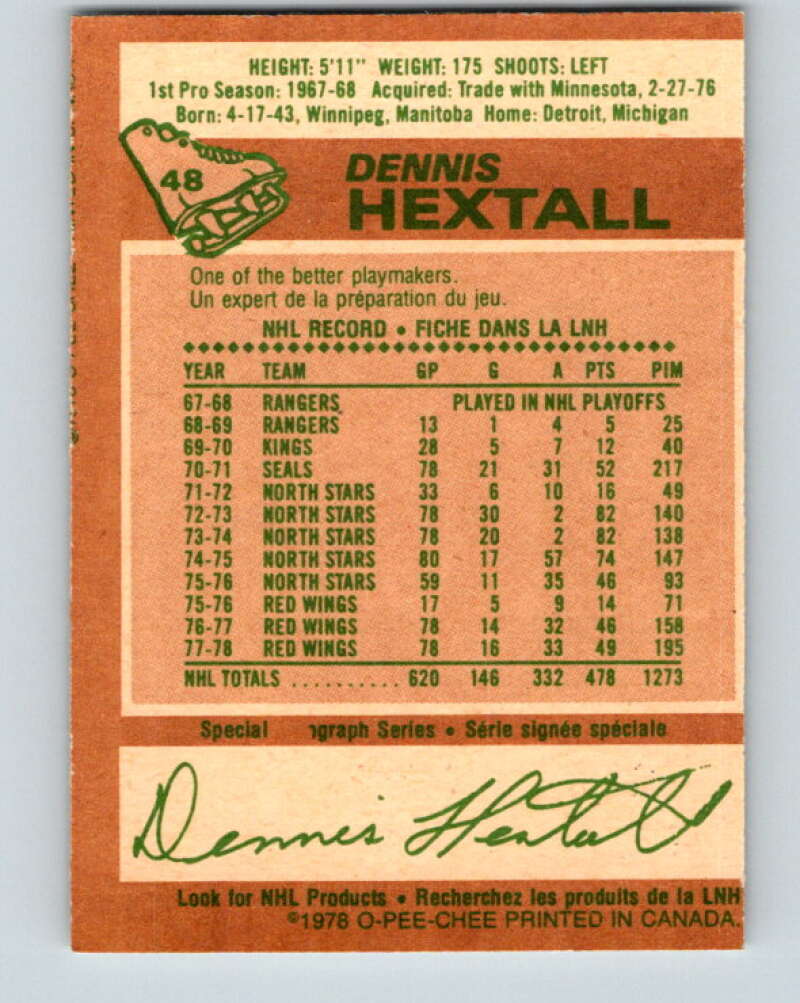 HEIGHT: 5'11" WEIGHT: 175 SHOOTS: LEFT
1st Pro Season: 1967-68 Acquired: Trade with Minnesota, 2-27-76
Born: 4-17-43, Winnipeg, Manitoba Home: Detroit, Michigan
48
DENNIS
HEXTALL
One of the better playmakers.
Un expert de la préparation du jeu.
NHL RECORD • FICHE DANS LA LNH
YEAR TEAM GP G A PTS PIM
67-68 RANGERS PLAYED IN NHL PLAYOFFS
68-69 RANGERS 13 1 4 5 25
69-70 KINGS 28 5 7 12 40
70-71 SEALS 78 21 31 52 217
71-72 NORTH STARS 33 6 10 16 49
72-73 NORTH STARS 78 30 2 82 140
73-74 NORTH STARS 78 20 2 82 138
74-75 NORTH STARS 80 17 57 74 147
75-76 NORTH STARS 59 11 35 46 93
75-76 RED WINGS 17 5 9 14 71
76-77 RED WINGS 78 14 32 46 158
77-78 RED WINGS 78 16 33 49 195
NHL TOTALS .......... 620 146 332 478 1273
Special ograph Series • Série signée spéciale
Dennis Hextall
Look for NHL Products • Recherchez les produits de la LNH
©1978 O-PEE-CHEE PRINTED IN CANADA.